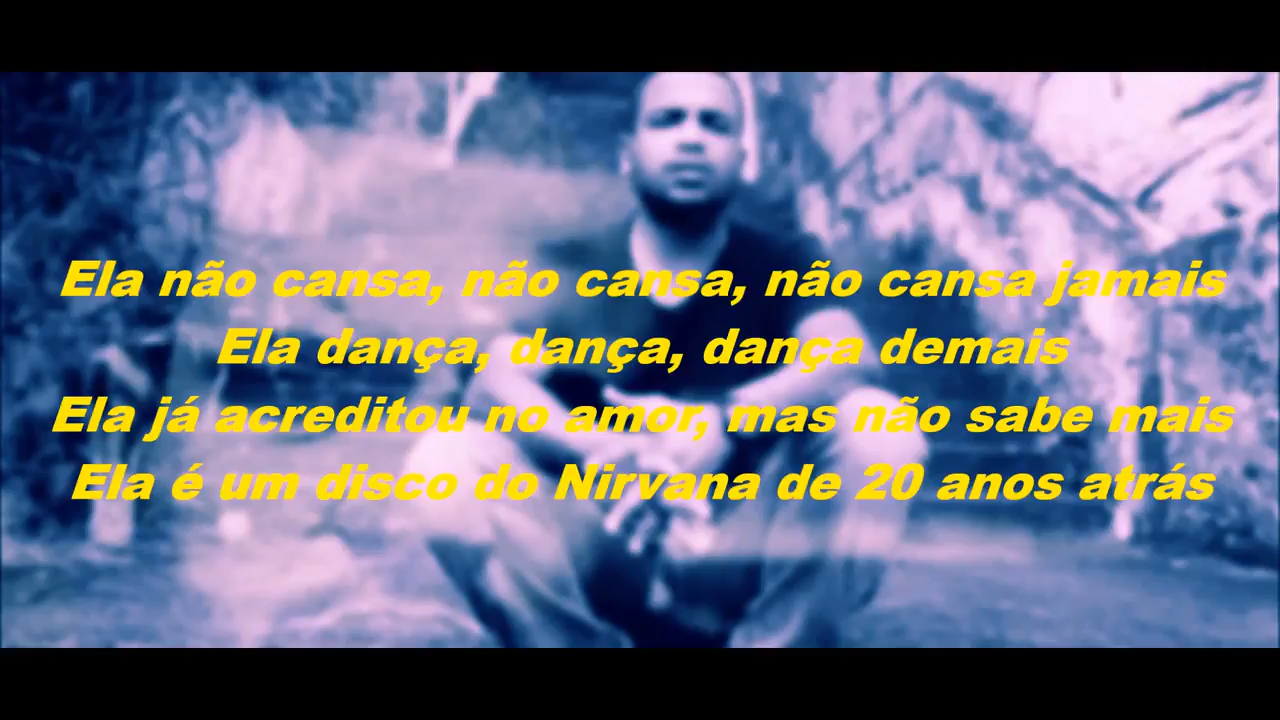 Ela não cansa, não cansa, não cansa jamais
Ela dança, dança, dança demais
Ela já acreditou no amor, mas não sabe mais
Ela é um disco do Nirvana de 20 anos atrás